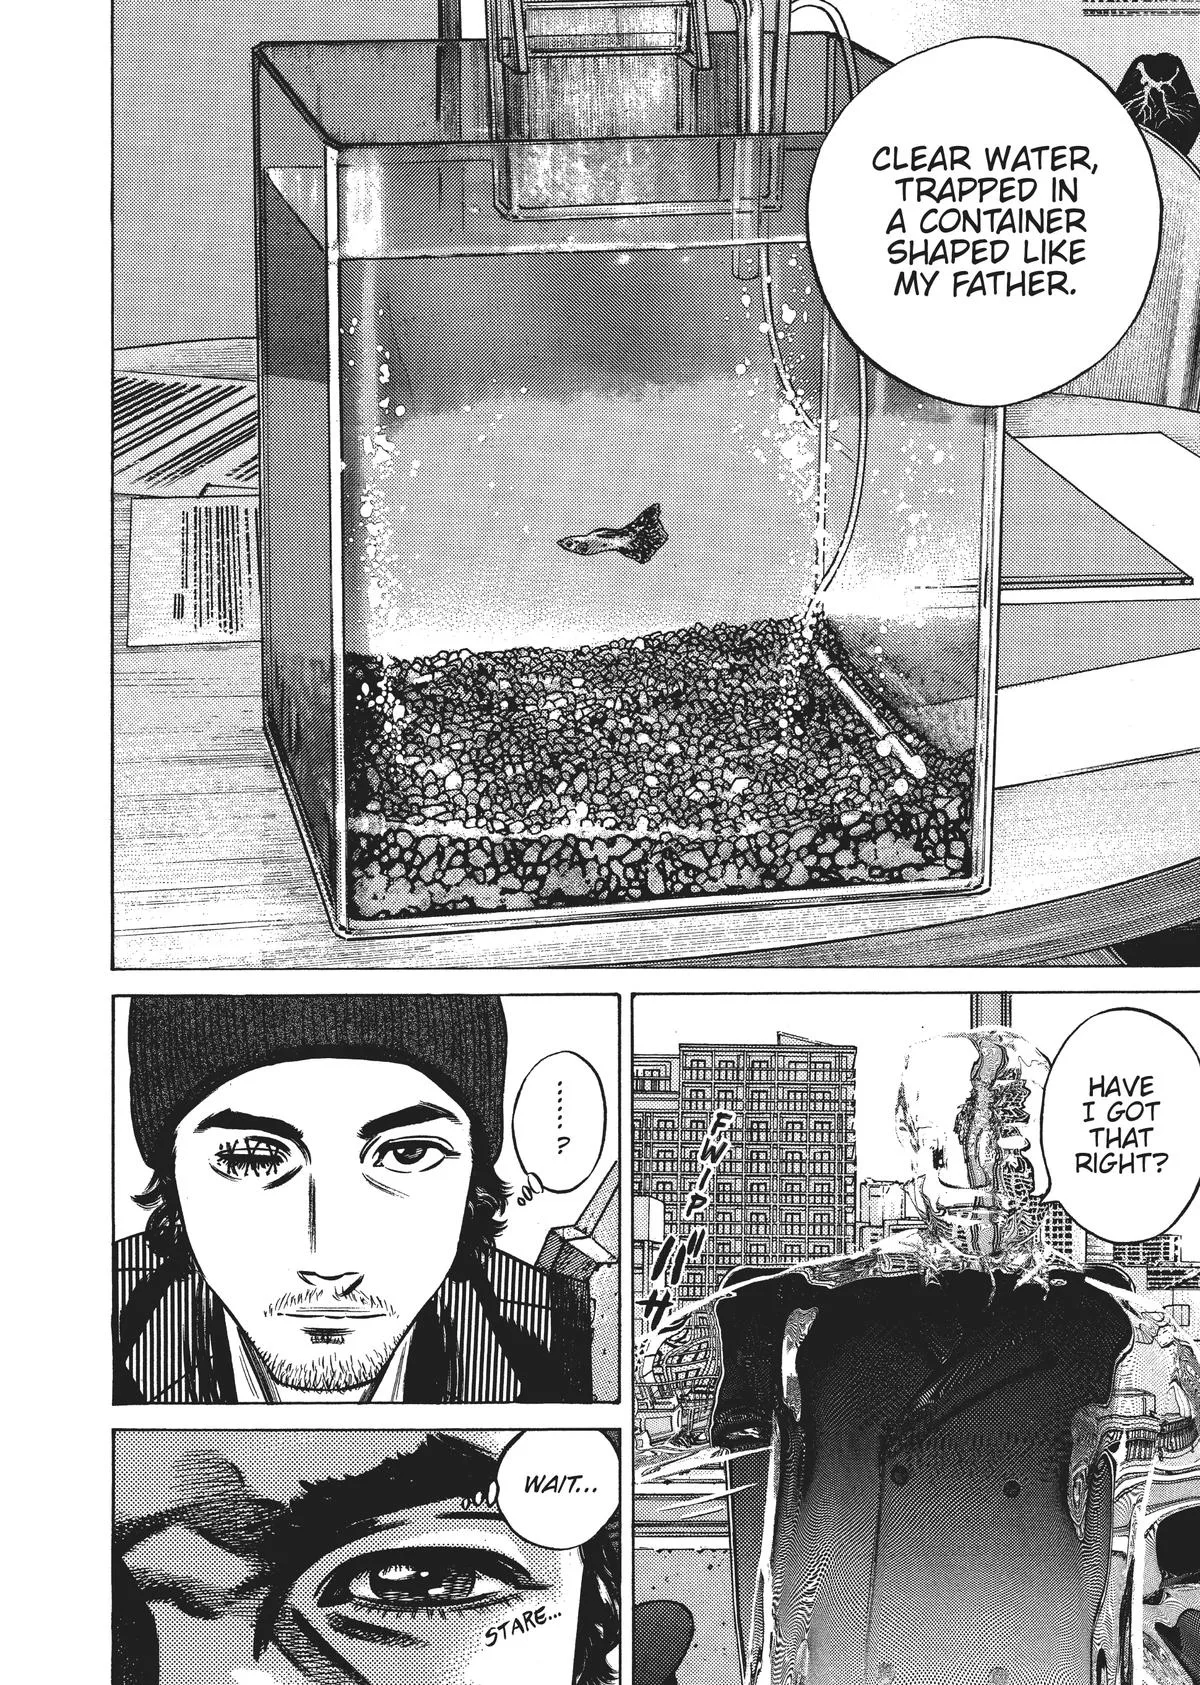 CLEAR WATER,
TRAPPED IN
A CONTAINER
SHAPED LIKE
MY FATHER.
HAVE
I GOT
THAT
RIGHT?
FWIP
......?
WAIT...
STARE...